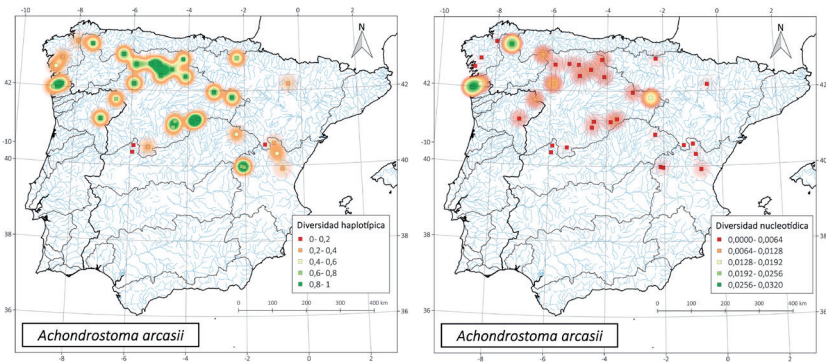 -8 -6 -4 -2 0 2 4
N
42
-10
40
38
36
42
40
38
36
Diversidad haplotípica
0- 0,2
0,2- 0,4
0,4- 0,6
0,6- 0,8
0,8- 1
0 100 200 300 400 km
Achondrostoma arcasii
-8 -6 -4 -2 0 2
-8 -6 -4 -2 0 2 4
N
42
-10
40
38
36
42
40
38
36
Diversidad nucleotídica
0,0000- 0,0064
0,0064- 0,0128
0,0128- 0,0192
0,0192- 0,0256
0,0256- 0,0320
0 100 200 300 400 km
Achondrostoma arcasii
-8 -6 -4 -2 0 2